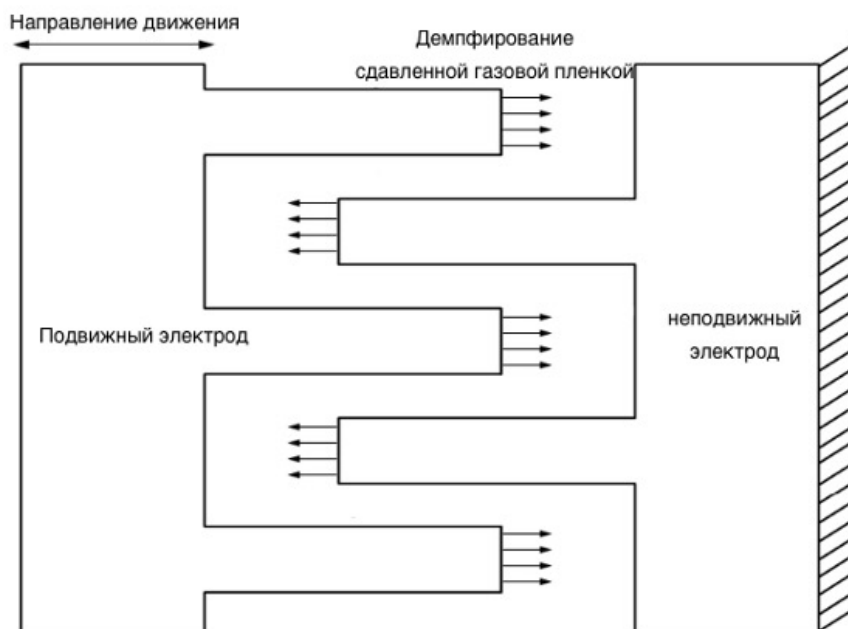 Направление движения
Демпфирование
сдавленной газовой пленкой
Подвижный электрод
неподвижный
электрод